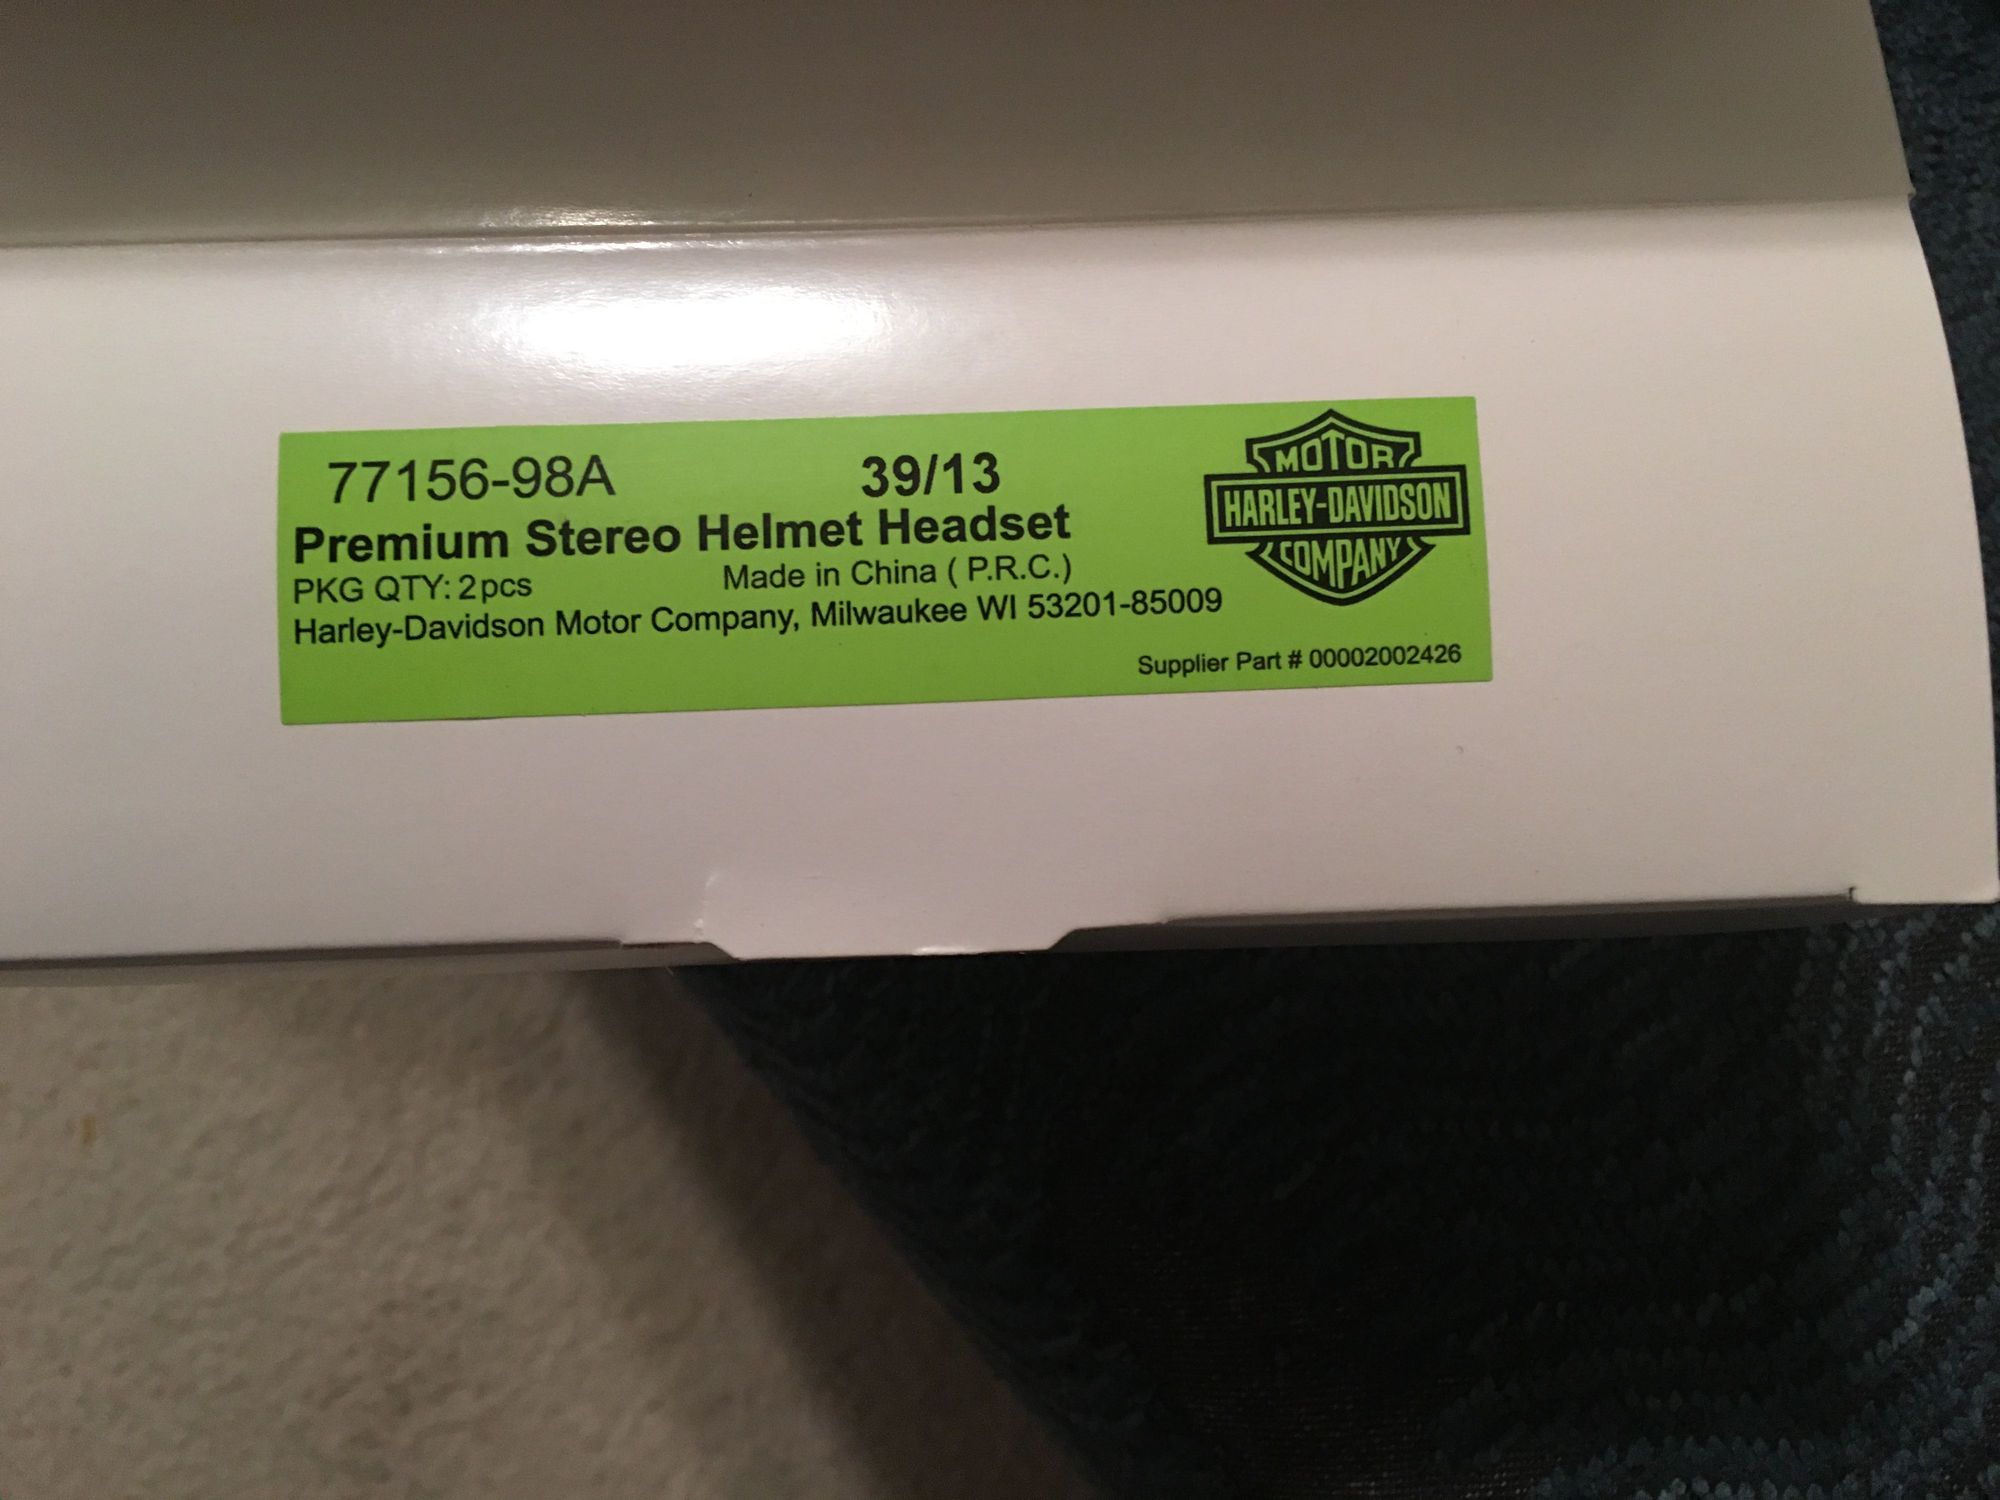 77156-98A 39/13
Premium Stereo Helmet Headset
PKG QTY: 2pcs Made in China ( P.R.C.)
Harley-Davidson Motor Company, Milwaukee WI 53201-85009
Supplier Part # 00002002426
MOTOR
HARLEY-DAVIDSON
COMPANY